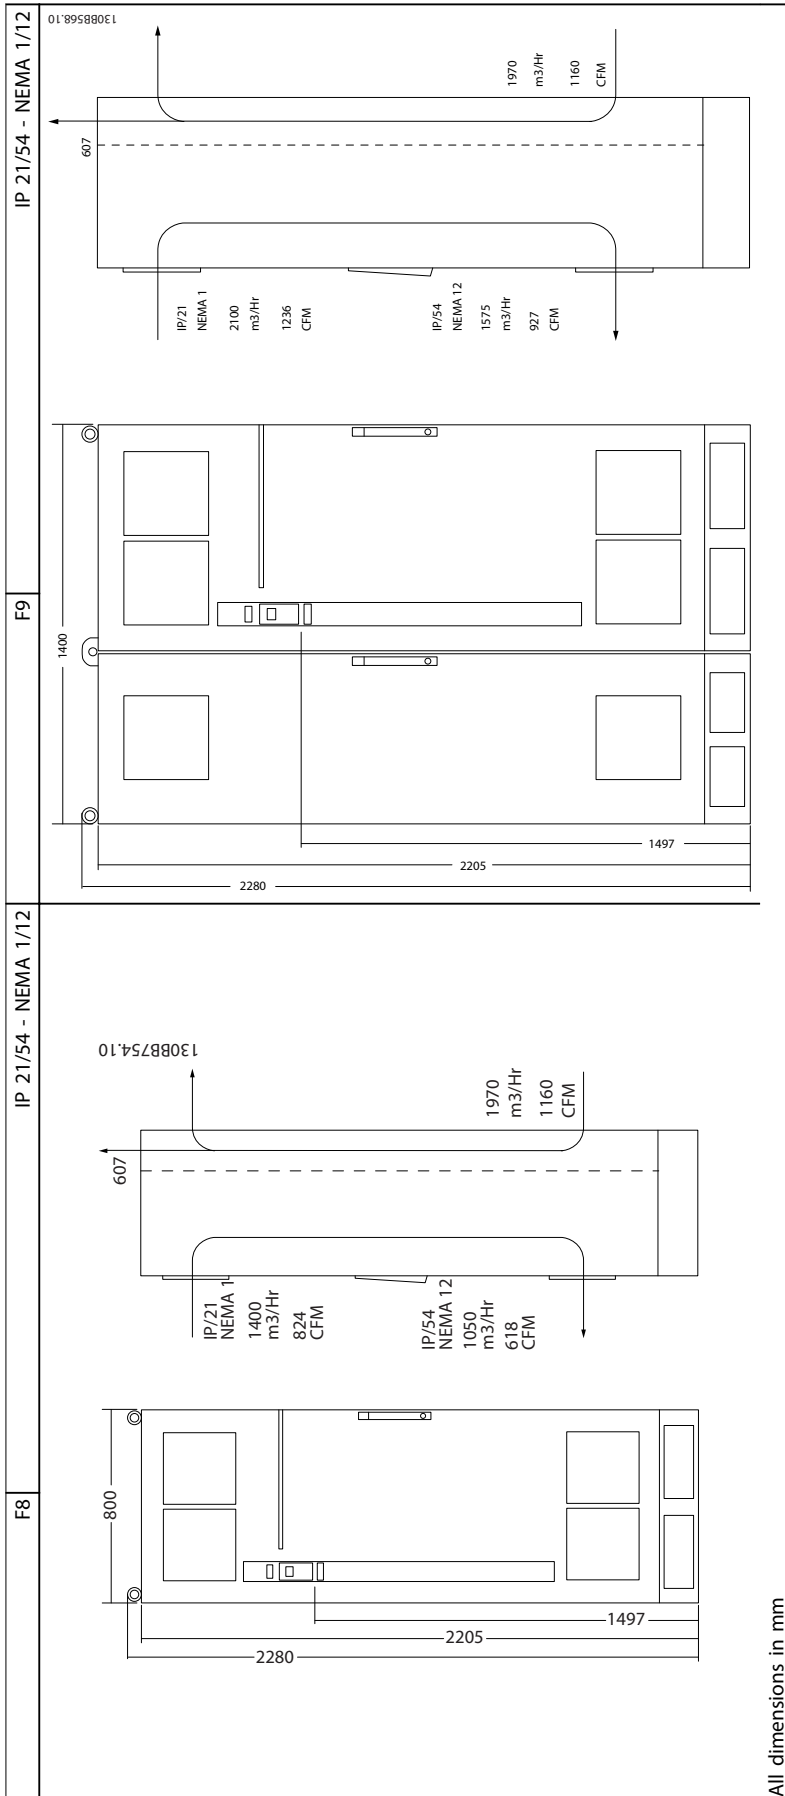 F8
IP 21/54 - NEMA 1/12
F9
IP 21/54 - NEMA 1/12
130BB754.10
800
2280
2205
1497
607
IP/21
NEMA 1
1400
m3/Hr
824
CFM
IP/54
NEMA 12
1050
m3/Hr
618
CFM
1970
m3/Hr
1160
CFM
130BB568.10
1400
2280
2205
1497
607
IP/21
NEMA 1
2100
m3/Hr
1236
CFM
IP/54
NEMA 12
1575
m3/Hr
927
CFM
1970
m3/Hr
1160
CFM
All dimensions in mm